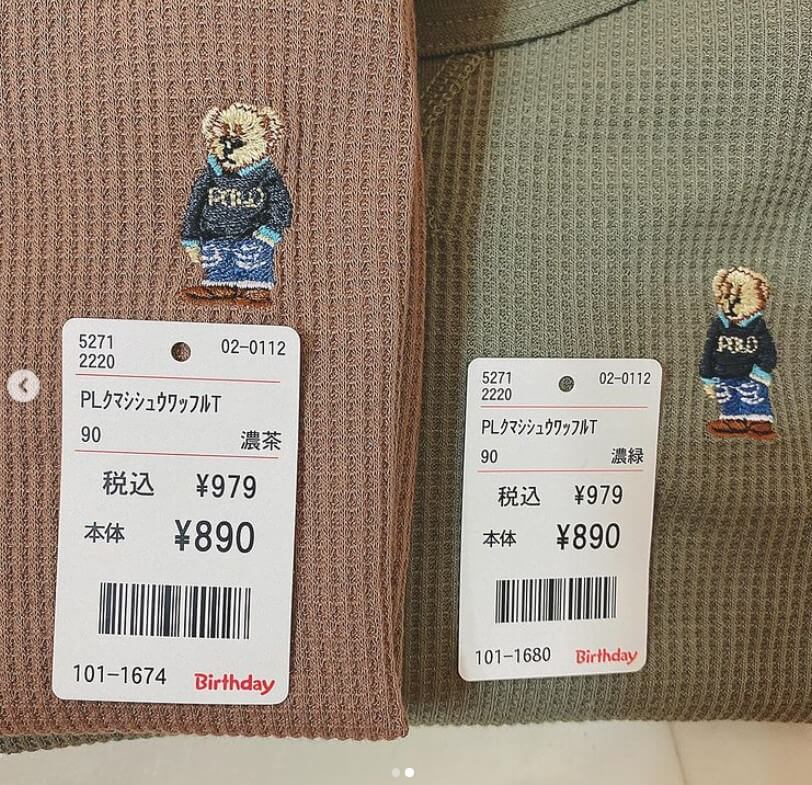 POLO
5271
2220
02-0112
PLクマシシュウワッフルT
90
濃茶
税込 ¥979
本体 ¥890
101-1674
Birthday
POLO
5271
2220
02-0112
PLクマシシュウワッフルT
90
濃緑
税込 ¥979
本体 ¥890
101-1680
Birthday